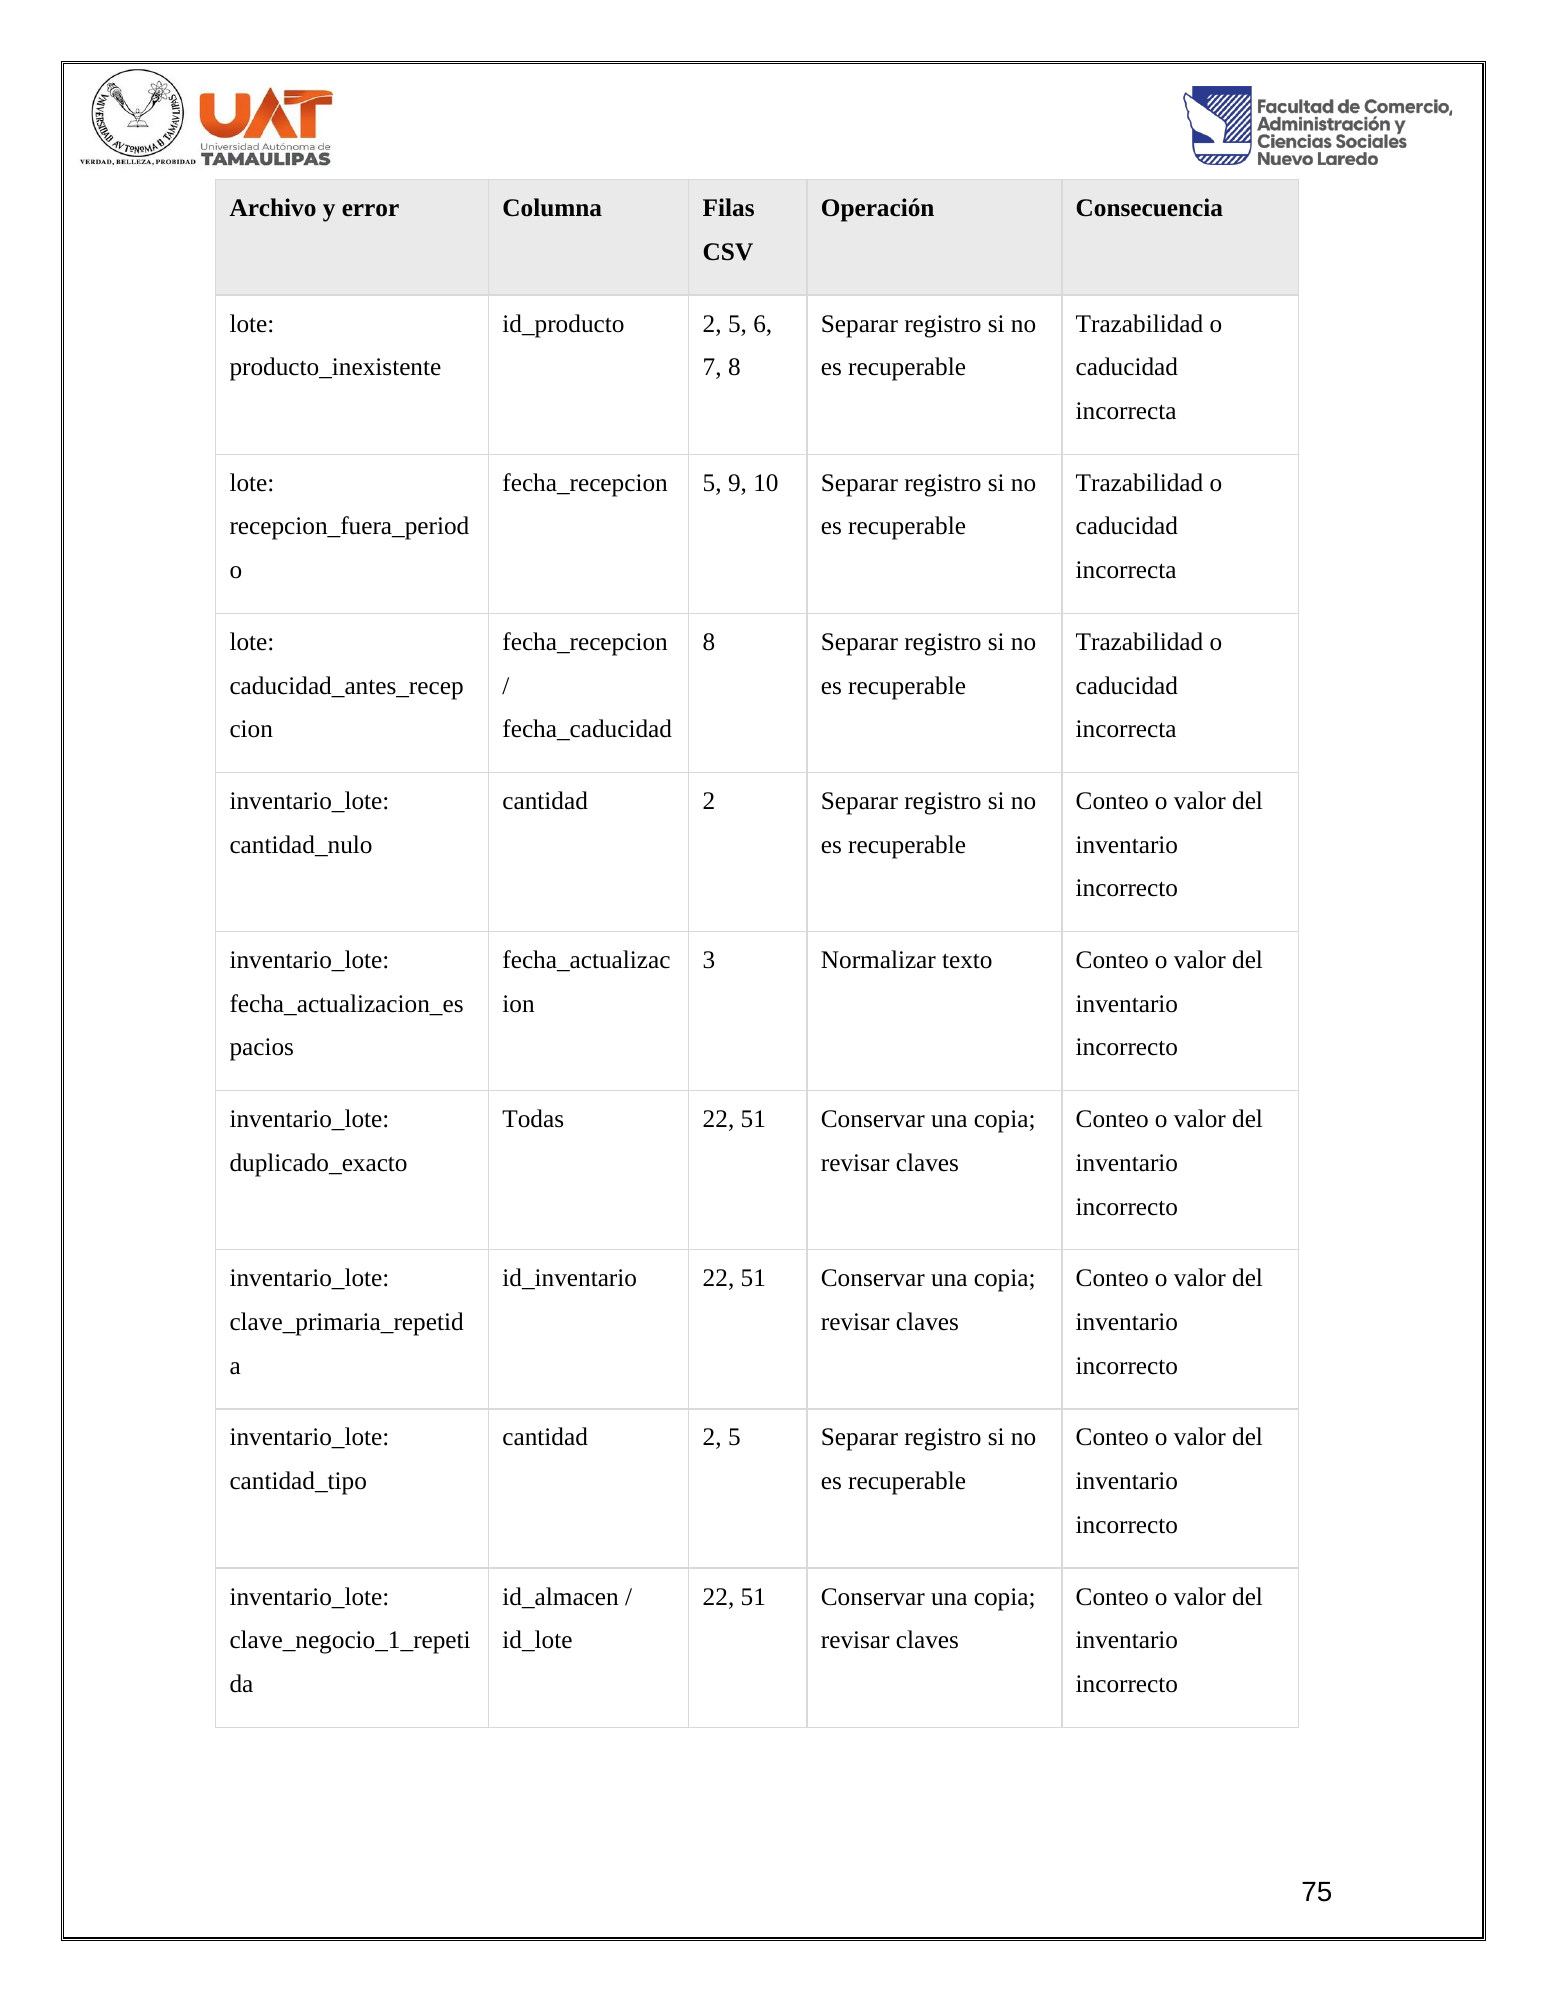 UNIVERSIDAD AVTONOMA D TAMAVLIPAS
VERDAD, BELLEZA, PROBIDAD
UAT
Universidad Autónoma de
TAMAULIPAS
Facultad de Comercio,
Administración y
Ciencias Sociales
Nuevo Laredo
Archivo y error Columna Filas Operación Consecuencia
CSV
lote: id_producto 2, 5, 6, Separar registro si no Trazabilidad o
producto_inexistente 7, 8 es recuperable caducidad
incorrecta
lote: fecha_recepcion 5, 9, 10 Separar registro si no Trazabilidad o
recepcion_fuera_period es recuperable caducidad
o incorrecta
lote: fecha_recepcion 8 Separar registro si no Trazabilidad o
caducidad_antes_recep / es recuperable caducidad
cion fecha_caducidad incorrecta
inventario_lote: cantidad 2 Separar registro si no Conteo o valor del
cantidad_nulo es recuperable inventario
incorrecto
inventario_lote: fecha_actualizac 3 Normalizar texto Conteo o valor del
fecha_actualizacion_es ion inventario
pacios incorrecto
inventario_lote: Todas 22, 51 Conservar una copia; Conteo o valor del
duplicado_exacto revisar claves inventario
incorrecto
inventario_lote: id_inventario 22, 51 Conservar una copia; Conteo o valor del
clave_primaria_repetid revisar claves inventario
a incorrecto
inventario_lote: cantidad 2, 5 Separar registro si no Conteo o valor del
cantidad_tipo es recuperable inventario
incorrecto
inventario_lote: id_almacen / 22, 51 Conservar una copia; Conteo o valor del
clave_negocio_1_repeti id_lote revisar claves inventario
da incorrecto
75